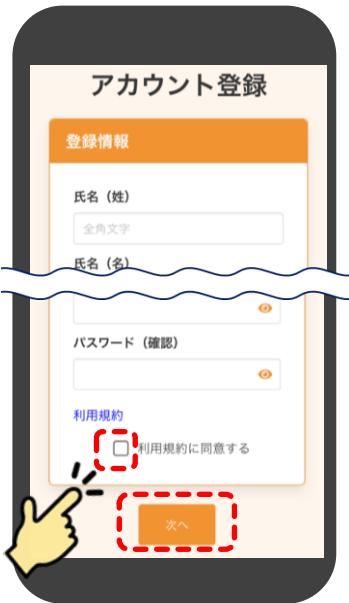 アカウント登録
登録情報
氏名（姓）
全角文字
氏名（名）
パスワード（確認）
利用規約
利用規約に同意する
次へ